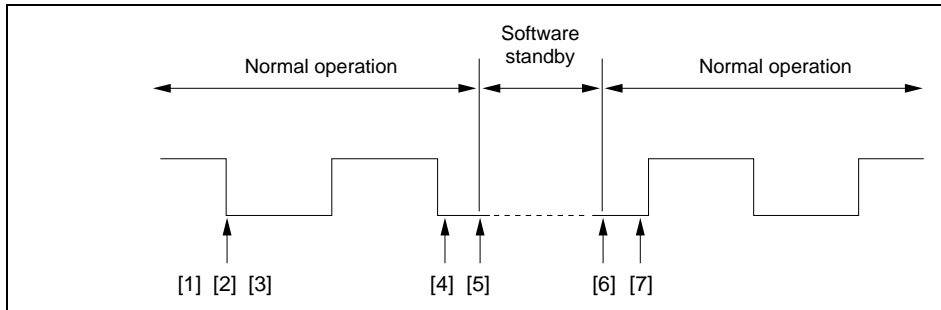 Software
standby
Normal operation
Normal operation
[1] [2] [3]
[4] [5]
[6] [7]